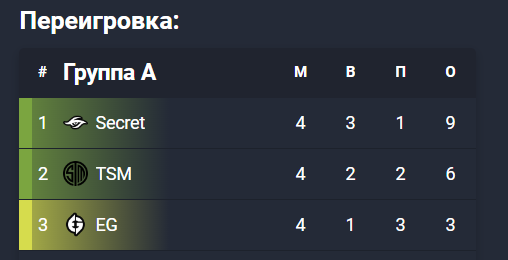 Переигровка:
# Группа A М В П О
1 Secret 4 3 1 9
2 TSM 4 2 2 6
3 EG 4 1 3 3